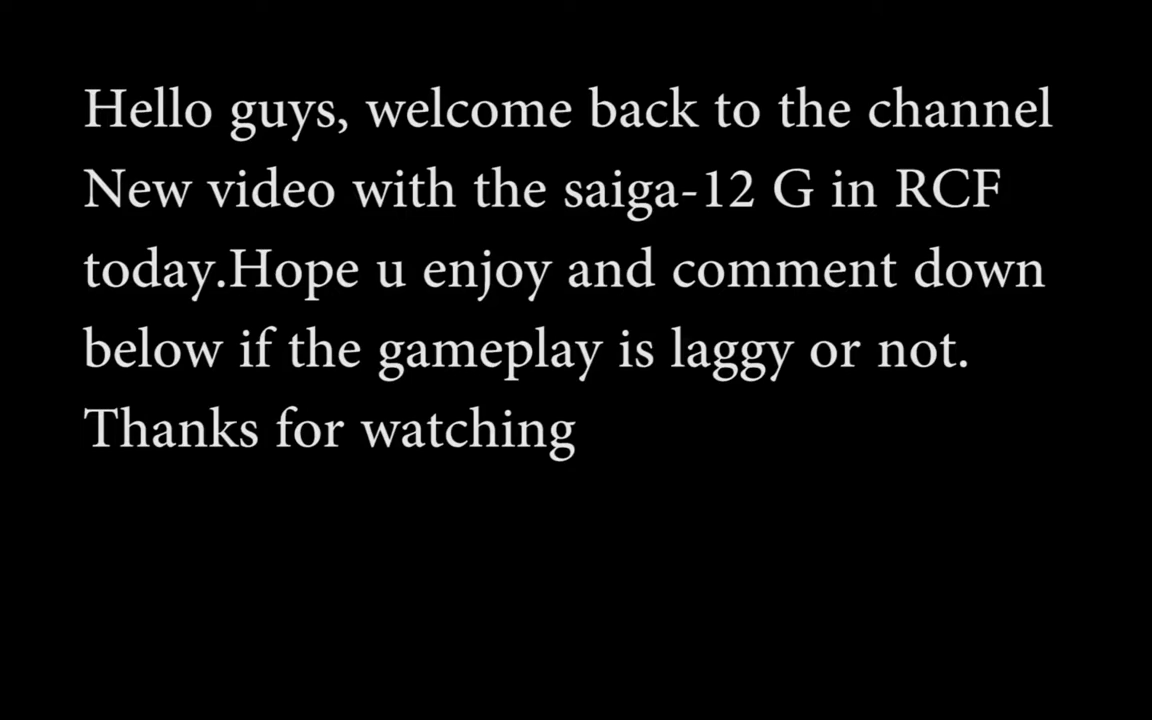 Hello guys, welcome back to the channel
New video with the saiga-12 G in RCF
today.Hope u enjoy and comment down
below if the gameplay is laggy or not.
Thanks for watching